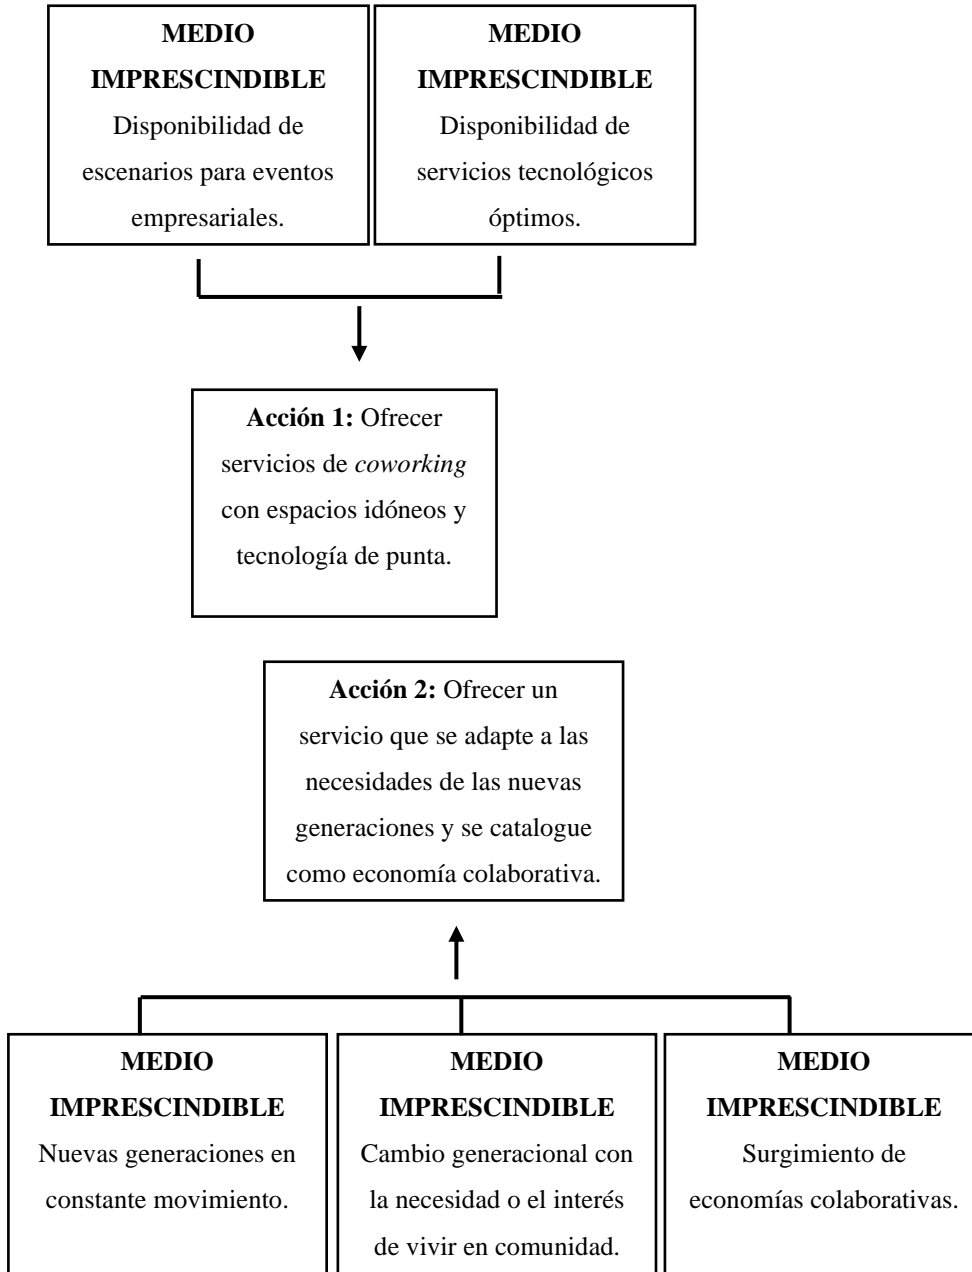 MEDIO
IMPRESCINDIBLE
Disponibilidad de
escenarios para eventos
empresariales.
MEDIO
IMPRESCINDIBLE
Disponibilidad de
servicios tecnológicos
óptimos.
Acción 1: Ofrecer
servicios de coworking
con espacios idóneos y
tecnología de punta.
Acción 2: Ofrecer un
servicio que se adapte a las
necesidades de las nuevas
generaciones y se catalogue
como economía colaborativa.
MEDIO
IMPRESCINDIBLE
Nuevas generaciones en
constante movimiento.
MEDIO
IMPRESCINDIBLE
Cambio generacional con
la necesidad o el interés
de vivir en comunidad.
MEDIO
IMPRESCINDIBLE
Surgimiento de
economías colaborativas.